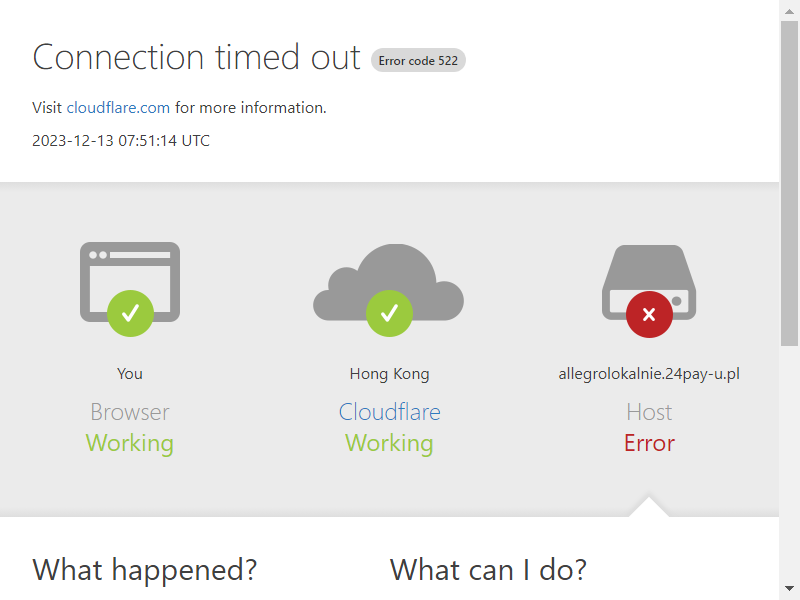 Connection timed out Error code 522
Visit cloudflare.com for more information.
2023-12-13 07:51:14 UTC
You
Browser
Working
Hong Kong
Cloudflare
Working
allegrolokalnie.24pay-u.pl
Host
Error
What happened?
What can I do?